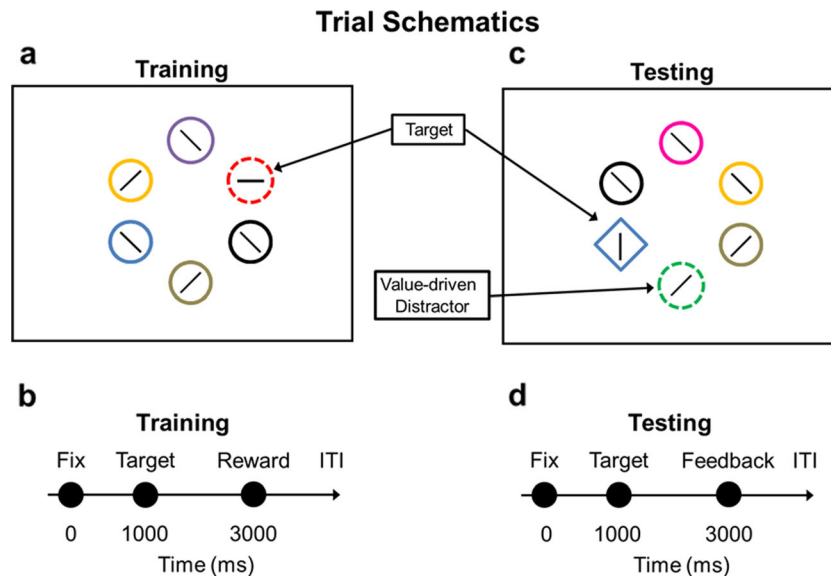 Trial Schematics
a
Training
Target
Value-driven
Distractor
c
Testing
b
Training
Fix Target Reward ITI
0 1000 3000
Time (ms)
d
Testing
Fix Target Feedback ITI
0 1000 3000
Time (ms)